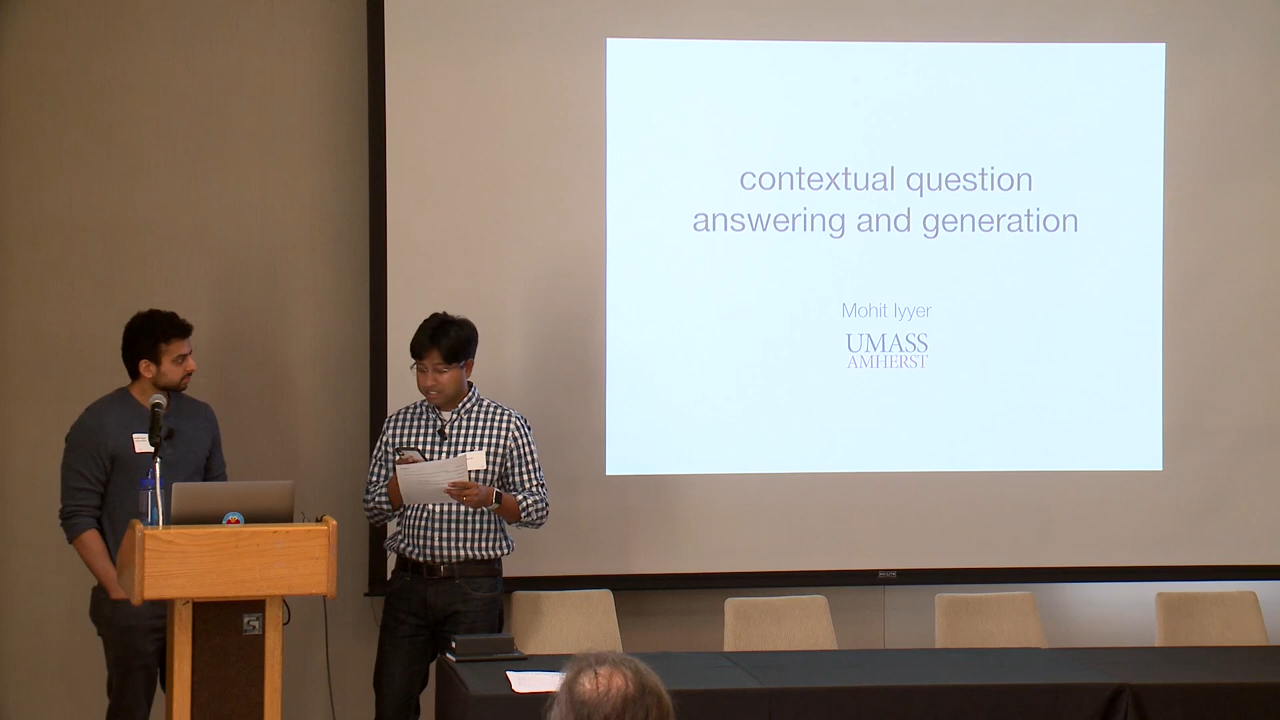 contextual question
answering and generation
Mohit Iyyer
UMASS
AMHERST